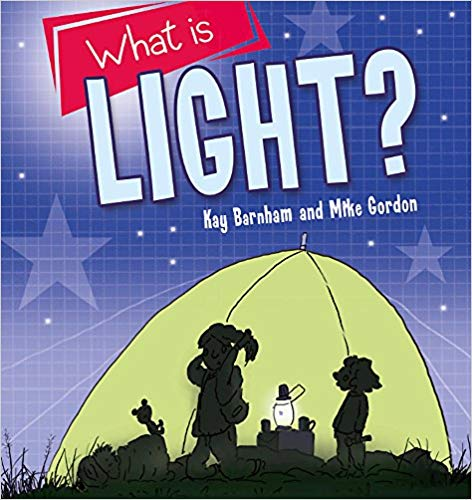 What is
LIGHT?
Kay Barnham and Mike Gordon